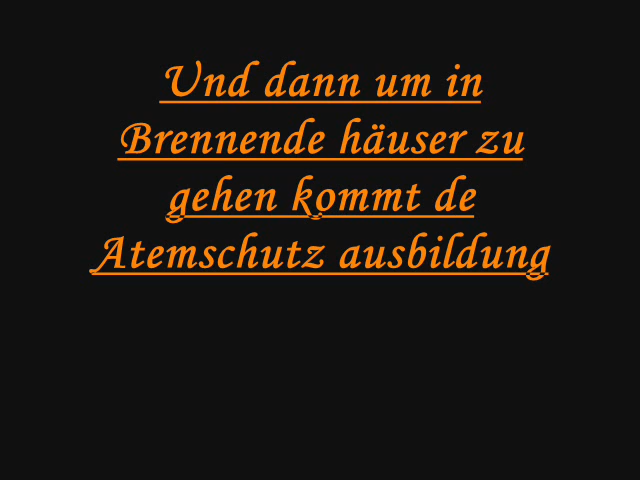 Und dann um in
Brennende häuser zu
gehen kommt de
Atemschutz ausbildung